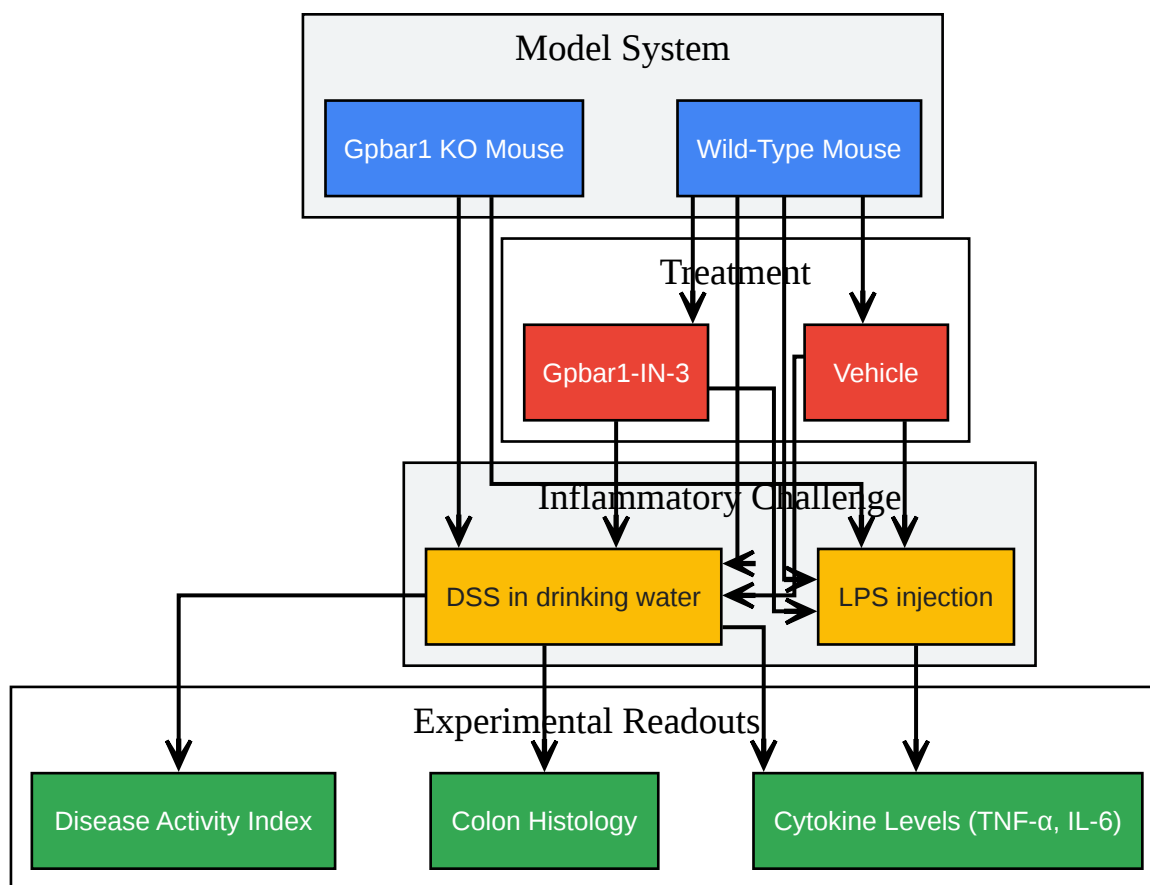 Model System
Gpbar1 KO Mouse
Wild-Type Mouse
Treatment
Gpbar1-IN-3
Vehicle
Inflammatory Challenge
DSS in drinking water
LPS injection
Experimental Readouts
Disease Activity Index
Colon Histology
Cytokine Levels (TNF-α, IL-6)